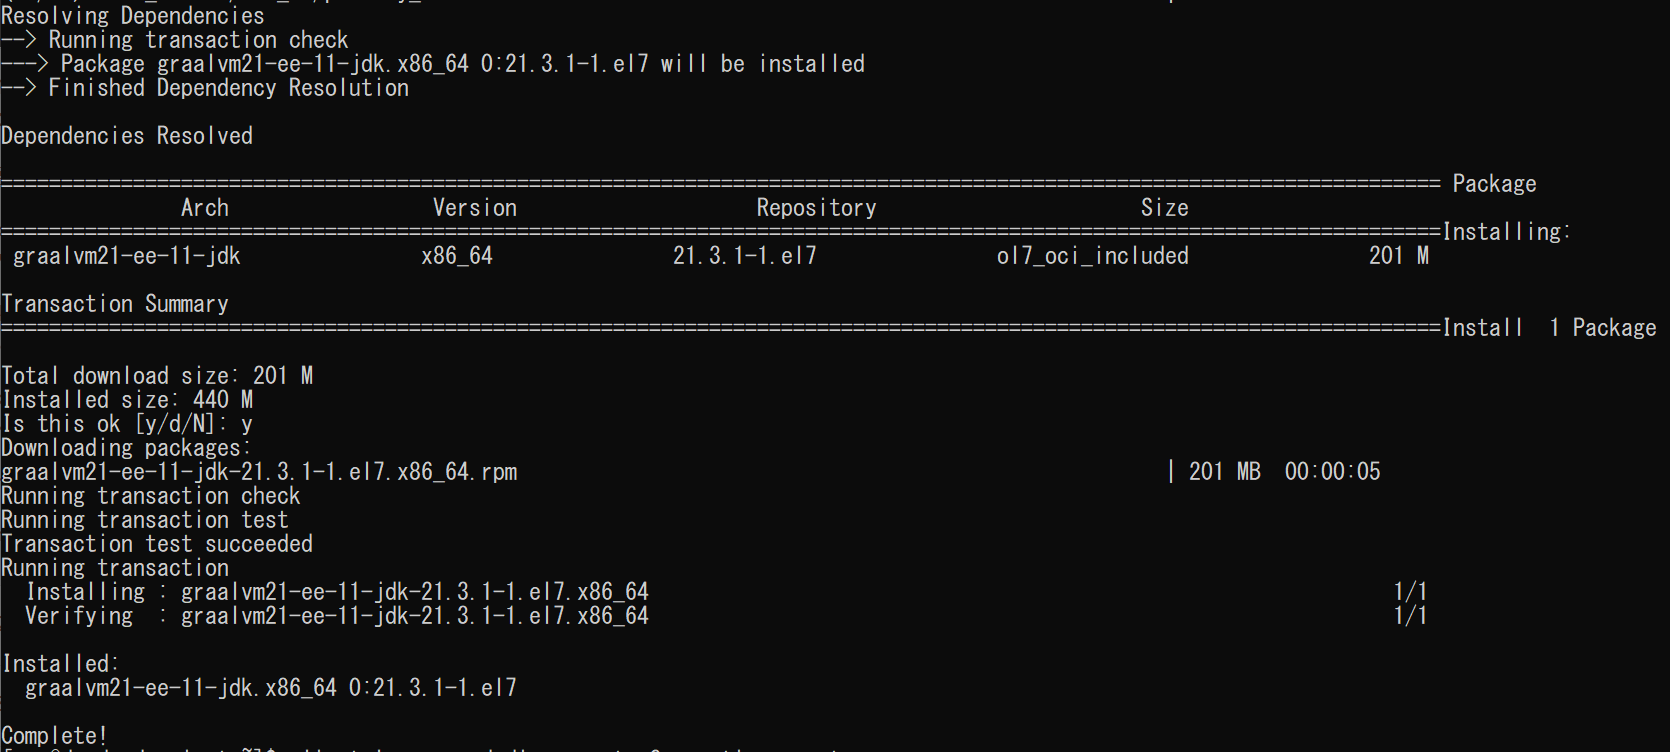 Resolving Dependencies
--> Running transaction check
---> Package graalvm21-ee-11-jdk.x86_64 0:21.3.1-1.el7 will be installed
--> Finished Dependency Resolution
Dependencies Resolved
======================================================================================================================== Package
Arch Version Repository Size
========================================================================================================================Installing:
graalvm21-ee-11-jdk x86_64 21.3.1-1.el7 ol7_oci_included 201 M
Transaction Summary
========================================================================================================================Install 1 Package
Total download size: 201 M
Installed size: 440 M
Is this ok [y/d/N]: y
Downloading packages:
graalvm21-ee-11-jdk-21.3.1-1.el7.x86_64.rpm | 201 MB 00:00:05
Running transaction check
Running transaction test
Transaction test succeeded
Running transaction
Installing : graalvm21-ee-11-jdk-21.3.1-1.el7.x86_64 1/1
Verifying : graalvm21-ee-11-jdk-21.3.1-1.el7.x86_64 1/1
Installed:
graalvm21-ee-11-jdk.x86_64 0:21.3.1-1.el7
Complete!